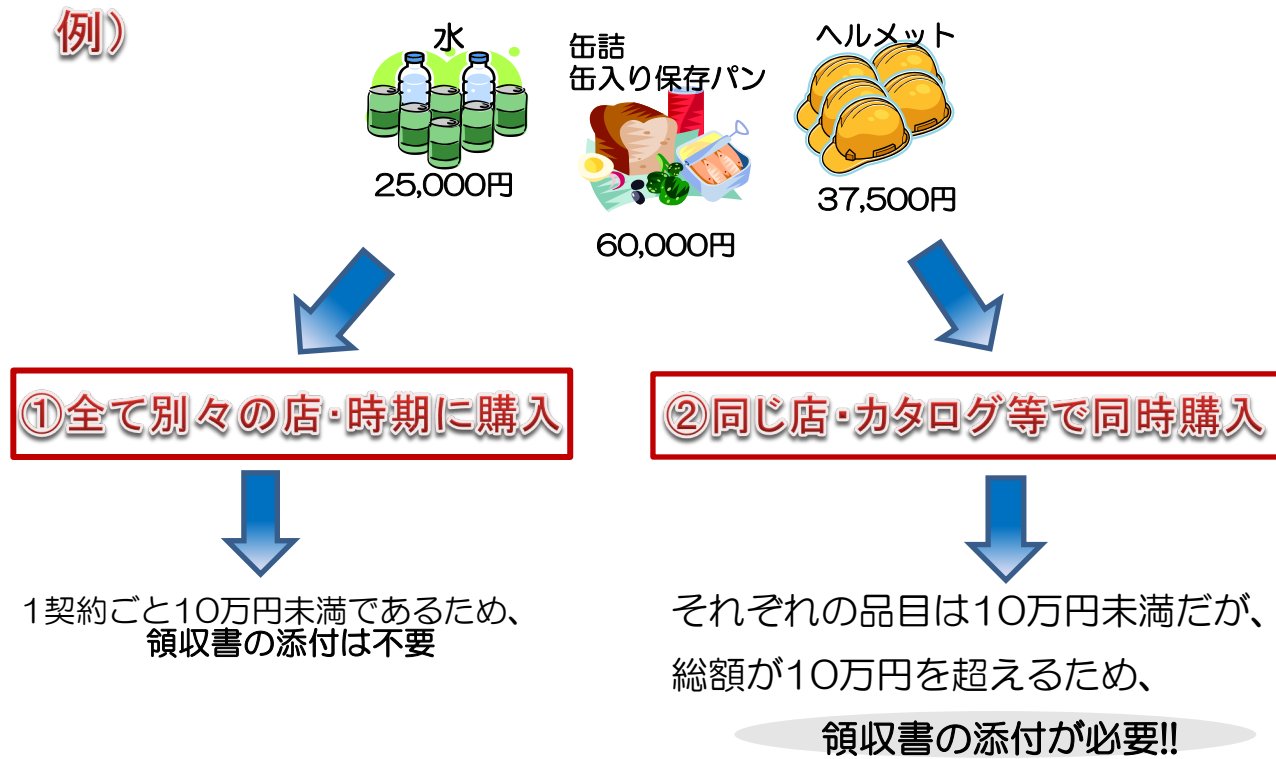 例）
水
25,000円
缶詰
缶入り保存パン
60,000円
ヘルメット
37,500円
①全て別々の店・時期に購入
1契約ごと10万円未満であるため、
領収書の添付は不要
②同じ店・カタログ等で同時購入
それぞれの品目は10万円未満だが、
総額が10万円を超えるため、
領収書の添付が必要!!